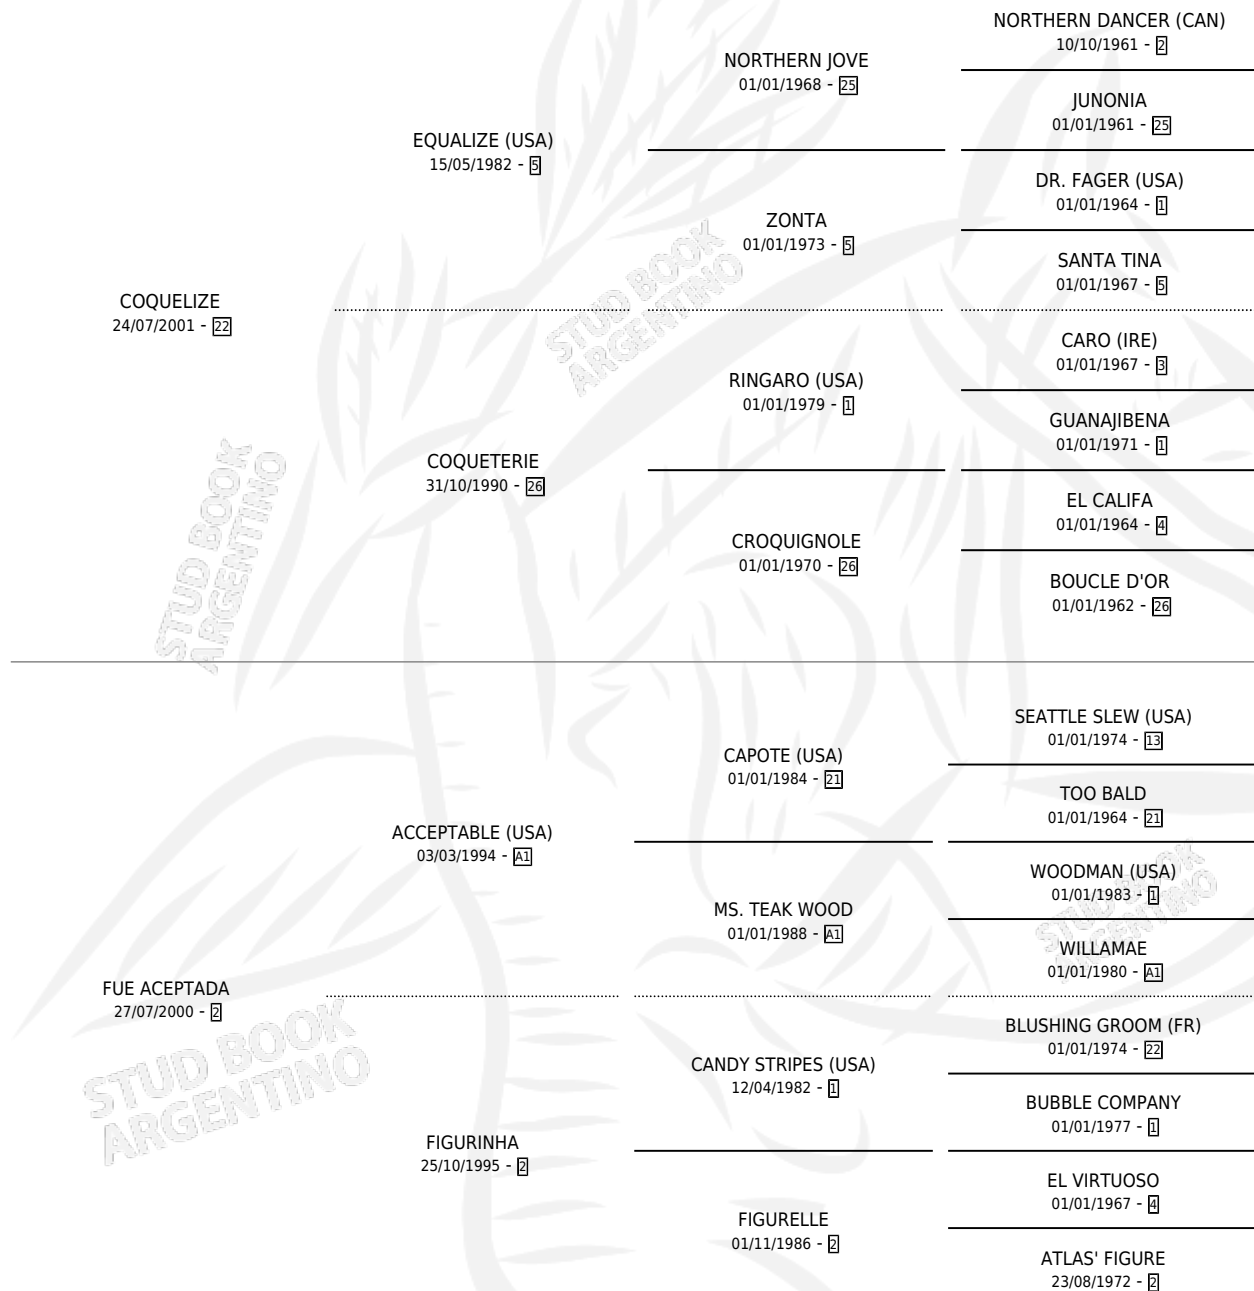 NORTHERN DANCER (CAN)
10/10/1961 - 2
NORTHERN JOVE
01/01/1968 - 25
JUNONIA
01/01/1961 - 25
EQUALIZE (USA)
15/05/1982 - 5
DR. FAGER (USA)
01/01/1964 - 1
ZONTA
01/01/1973 - 5
SANTA TINA
01/01/1967 - 5
COQUELIZE
24/07/2001 - 22
CARO (IRE)
01/01/1967 - 3
RINGARO (USA)
01/01/1979 - 1
GUANAJIBENA
01/01/1971 - 1
COQUETERIE
31/10/1990 - 26
EL CALIFA
01/01/1964 - 4
CROQUIGNOLE
01/01/1970 - 26
BOUCLE D'OR
01/01/1962 - 26
SEATTLE SLEW (USA)
01/01/1974 - 13
CAPOTE (USA)
01/01/1984 - 21
TOO BALD
01/01/1964 - 21
ACCEPTABLE (USA)
03/03/1994 - A1
WOODMAN (USA)
01/01/1983 - 1
MS. TEAK WOOD
01/01/1988 - A1
WILLAMAE
01/01/1980 - A1
FUE ACEPTADA
27/07/2000 - 2
BLUSHING GROOM (FR)
01/01/1974 - 22
CANDY STRIPES (USA)
12/04/1982 - 1
BUBBLE COMPANY
01/01/1977 - 1
FIGURINHA
25/10/1995 - 2
EL VIRTUOSO
01/01/1967 - 4
FIGURELLE
01/11/1986 - 2
ATLAS' FIGURE
23/08/1972 - 2
STUD BOOK
ARGENTINO
STUD BOOK
ARGENTINO
STUD BOOK
ARGENTINO
STUD BOOK
ARGENTINO